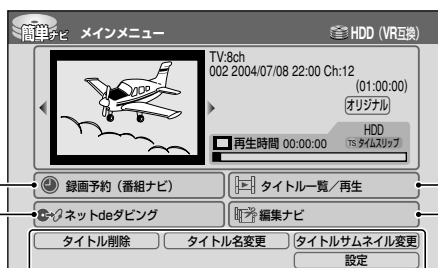 簡単ナビ メインメニュー HDD (VR互換)
TV:8ch
002 2004/07/08 22:00 Ch:12
(01:00:00)
オリジナル
HDD
再生時間 00:00:00 TS タイムスリップ
録画予約（番組ナビ）
タイトル一覧／再生
ネットdeダビング
編集ナビ
タイトル削除
タイトル名変更
タイトルサムネイル変更
設定